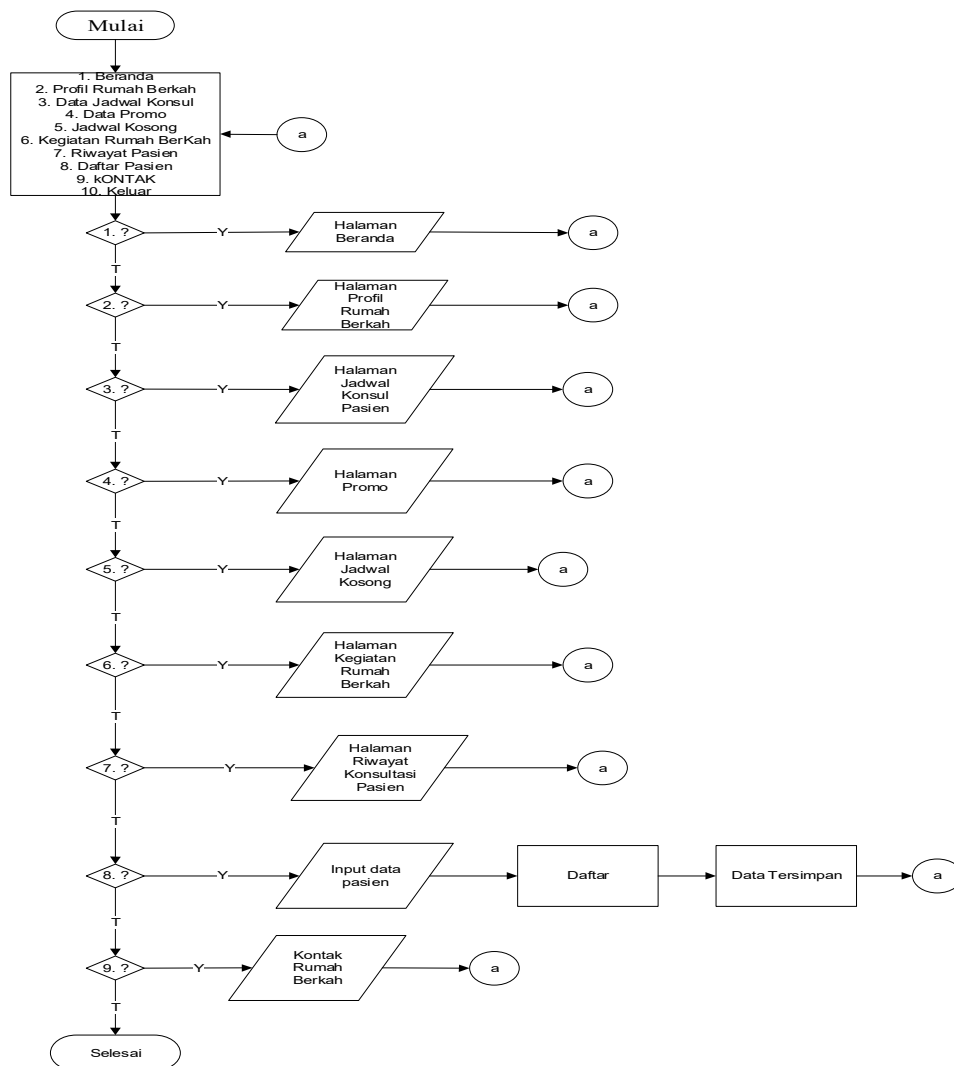 Mulai
1. Beranda
2. Profil Rumah Berkah
3. Data Jadwal Konsul
4. Data Promo
5. Jadwal Kosong
6. Kegiatan Rumah BerKah
7. Riwayat Pasien
8. Daftar Pasien
9. kONTAK
10. Keluar
a
1. ?
Y
Halaman
Beranda
a
T
2. ?
Y
Halaman
Profil
Rumah
Berkah
a
T
3. ?
Y
Halaman
Jadwal
Konsul
Pasien
a
T
4. ?
Y
Halaman
Promo
a
T
5. ?
Y
Halaman
Jadwal
Kosong
a
T
6. ?
Y
Halaman
Kegiatan
Rumah
Berkah
a
T
7. ?
Y
Halaman
Riwayat
Konsultasi
Pasien
a
T
8. ?
Y
Input data
pasien
Daftar
Data Tersimpan
a
T
9. ?
Y
Kontak
Rumah
Berkah
a
T
Selesai